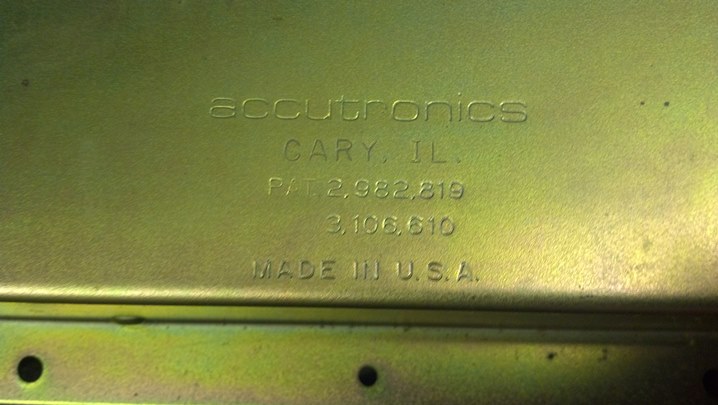 accutronics
CARY, IL.
PAT. 2,982,819
3,106,610
MADE IN U.S.A.